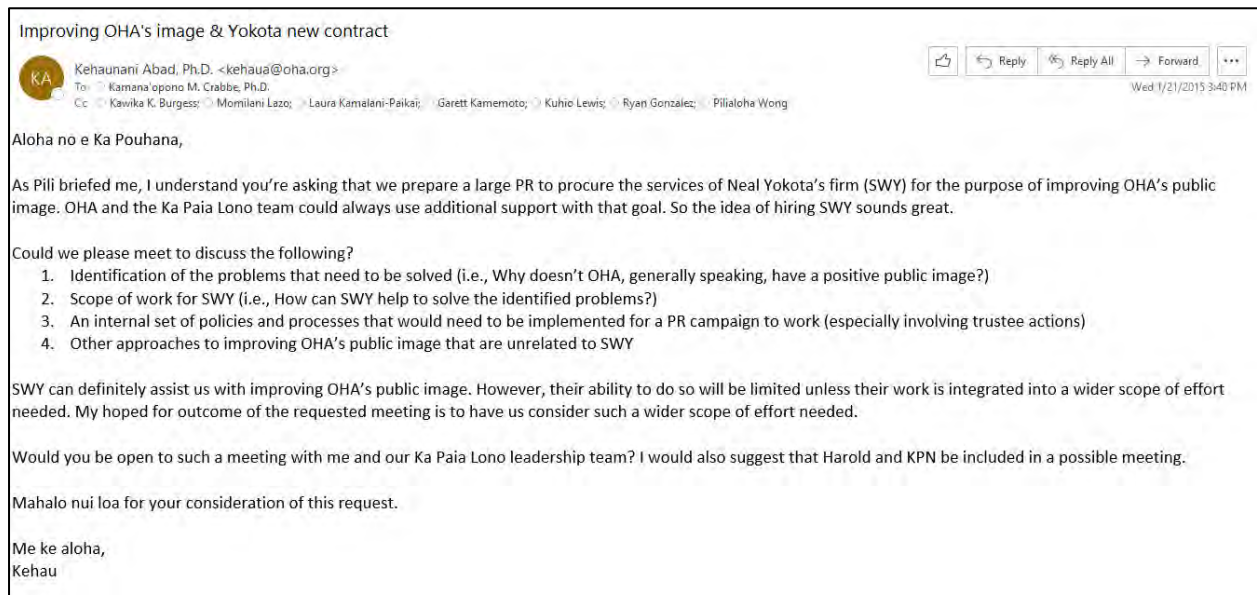 Improving OHA's image & Yokota new contract
KA
Kehaunani Abad, Ph.D. <kehaua@oha.org>
To Kamana'opono M. Crabbe, Ph.D.
Cc Kawika K. Burgess; Momilani Lazo; Laura Kamalani-Paikai; Garett Kamemoto; Kuhio Lewis; Ryan Gonzalez; Pilialoha Wong
Reply Reply All Forward
Wed 1/21/2015 3:40 PM
Aloha no e Ka Pouhana,
As Pili briefed me, I understand you're asking that we prepare a large PR to procure the services of Neal Yokota's firm (SWY) for the purpose of improving OHA's public
image. OHA and the Ka Paia Lono team could always use additional support with that goal. So the idea of hiring SWY sounds great.
Could we please meet to discuss the following?
1. Identification of the problems that need to be solved (i.e., Why doesn't OHA, generally speaking, have a positive public image?)
2. Scope of work for SWY (i.e., How can SWY help to solve the identified problems?)
3. An internal set of policies and processes that would need to be implemented for a PR campaign to work (especially involving trustee actions)
4. Other approaches to improving OHA's public image that are unrelated to SWY
SWY can definitely assist us with improving OHA's public image. However, their ability to do so will be limited unless their work is integrated into a wider scope of effort
needed. My hoped for outcome of the requested meeting is to have us consider such a wider scope of effort needed.
Would you be open to such a meeting with me and our Ka Paia Lono leadership team? I would also suggest that Harold and KPN be included in a possible meeting.
Mahalo nui loa for your consideration of this request.
Me ke aloha,
Kehau